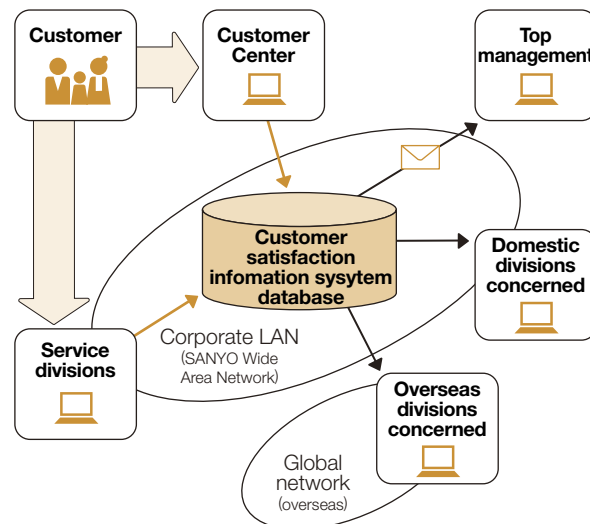 Customer
Customer
Center
Top
management
Customer
satisfaction
infomation sysytem
database
Domestic
divisions
concerned
Corporate LAN
(SANYO Wide
Area Network)
Service
divisions
Overseas
divisions
concerned
Global
network
(overseas)